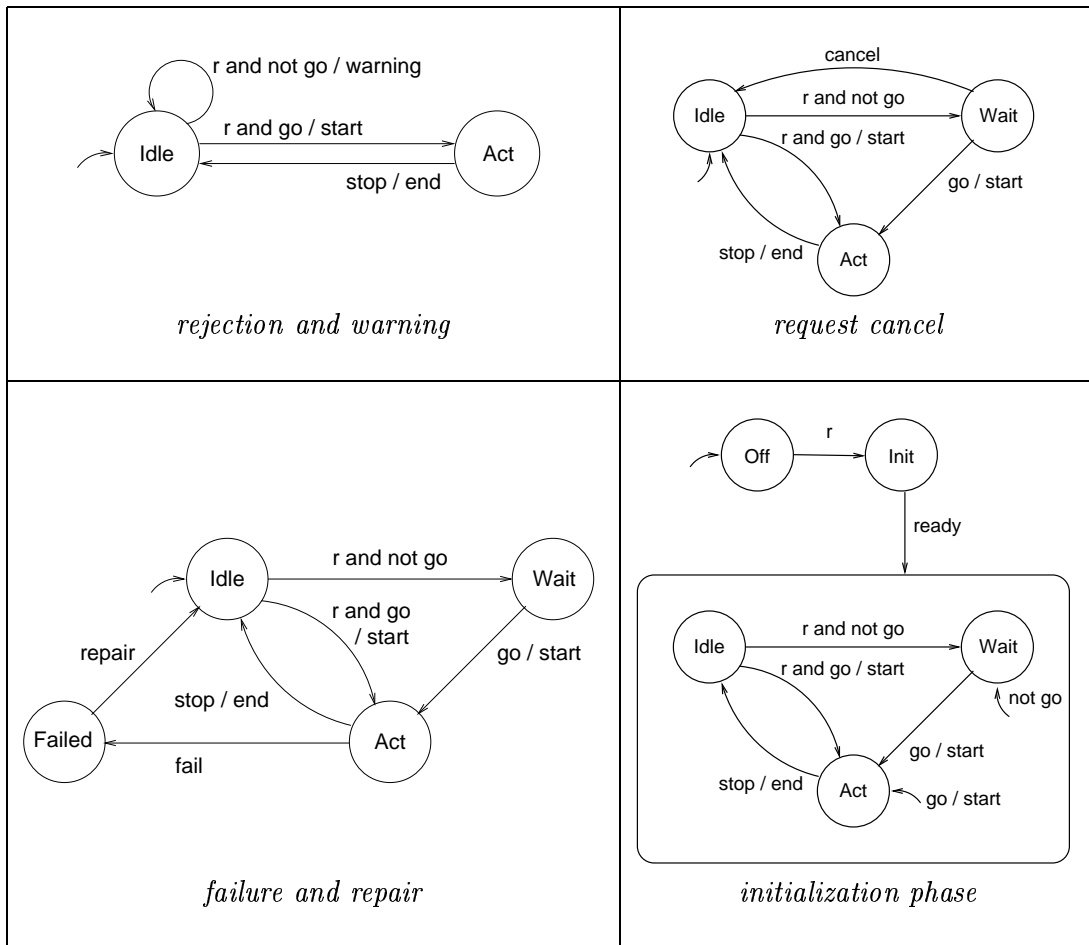 r and not go / warning
r and go / start
Idle
Act
stop / end
rejection and warning
cancel
Idle
r and not go
Wait
r and go / start
go / start
stop / end
Act
request cancel
Idle
r and not go
Wait
r and go
/ start
repair
go / start
stop / end
Failed
Act
fail
failure and repair
r
Off
Init
ready
Idle
r and not go
Wait
r and go / start
not go
go / start
stop / end
Act
go / start
initialization phase